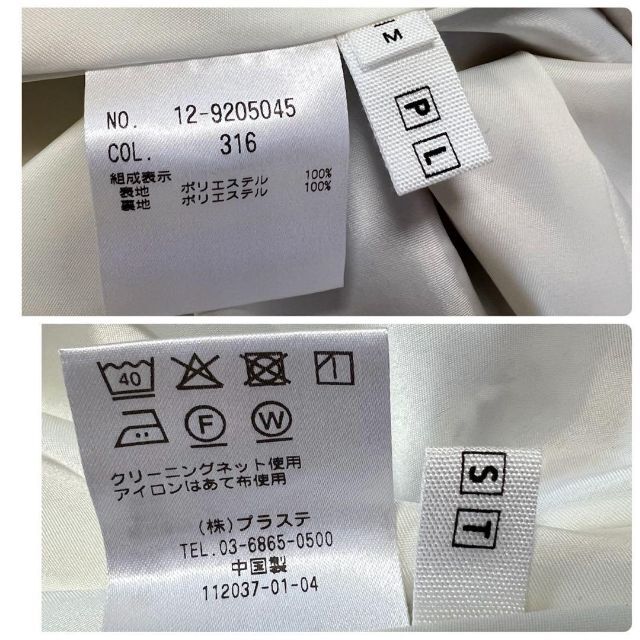 NO. 12-9205045
COL. 316
組成表示
表地 ポリエステル 100%
裏地 ポリエステル 100%
M
P L
40
F W
クリーニングネット使用
アイロンはあて布使用
(株)プラステ
TEL.03-6865-0500
中国製
112037-01-04
S T